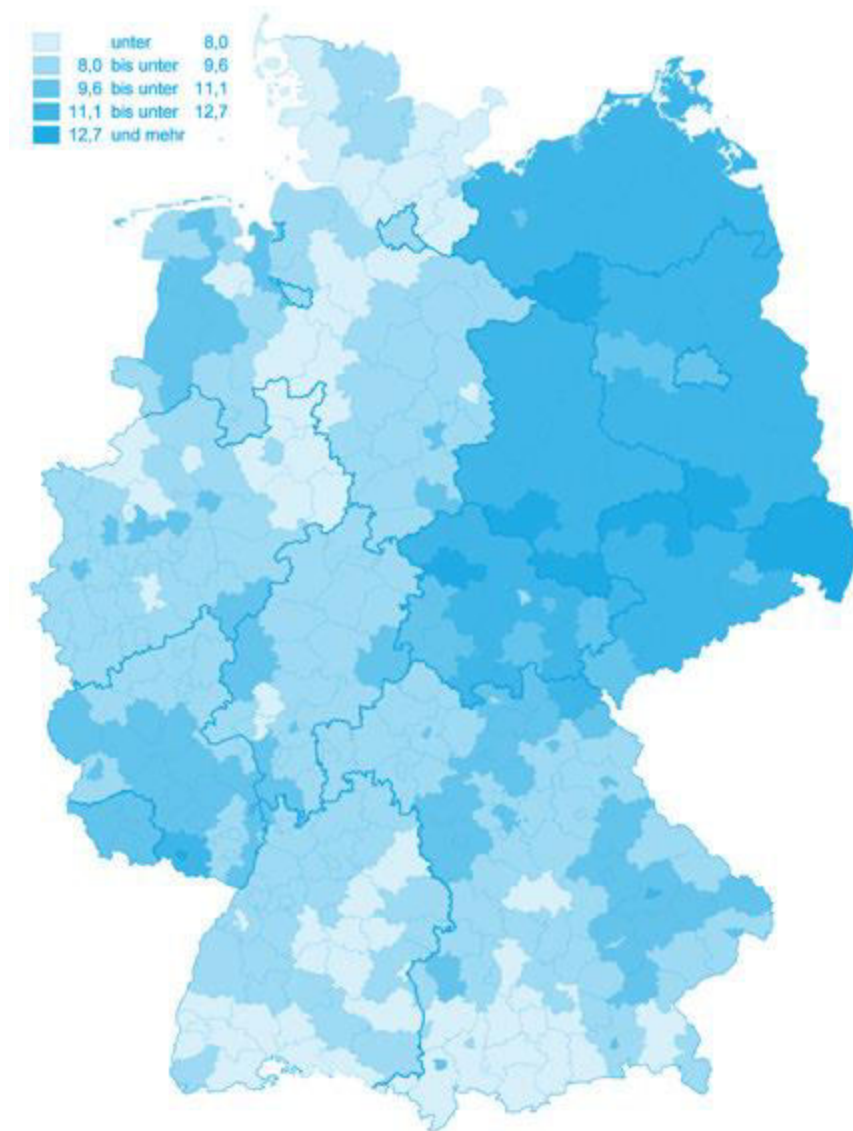 unter 8,0
8,0 bis unter 9,6
9,6 bis unter 11,1
11,1 bis unter 12,7
12,7 und mehr .